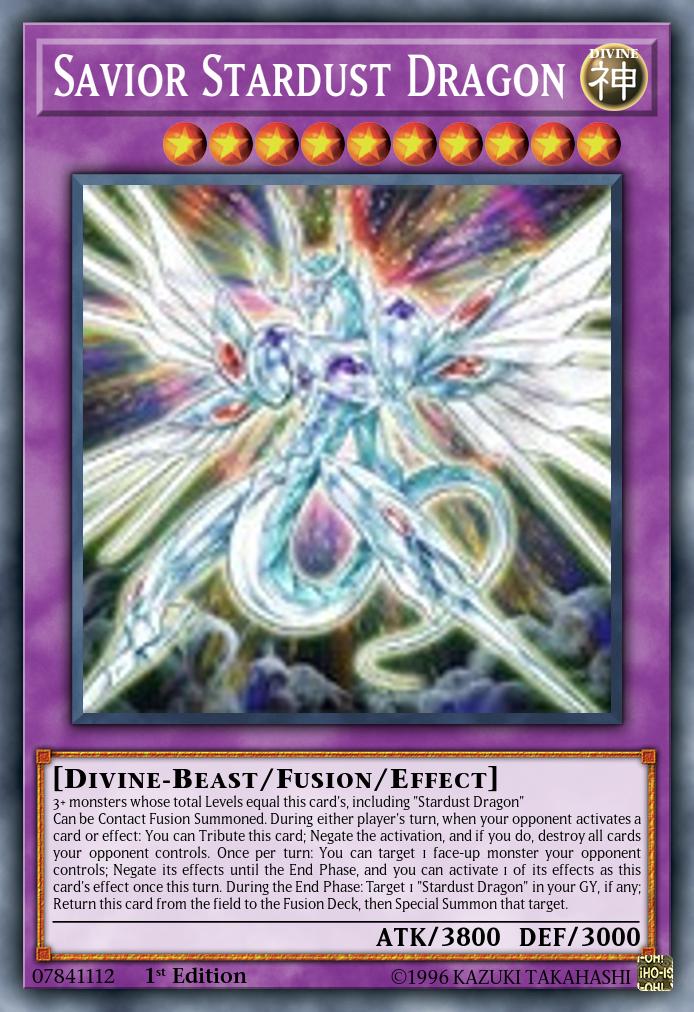 Savior Stardust Dragon
DIVINE
神
[Divine-Beast/Fusion/Effect]
3+ monsters whose total Levels equal this card's, including "Stardust Dragon"
Can be Contact Fusion Summoned. During either player's turn, when your opponent activates a
card or effect: You can Tribute this card; Negate the activation, and if you do, destroy all cards
your opponent controls. Once per turn: You can target 1 face-up monster your opponent
controls; Negate its effects until the End Phase, and you can activate 1 of its effects as this
card's effect once this turn. During the End Phase: Target 1 "Stardust Dragon" in your GY, if any;
Return this card from the field to the Fusion Deck, then Special Summon that target.
ATK/3800 DEF/3000
07841112 1st Edition ©1996 KAZUKI TAKAHASHI